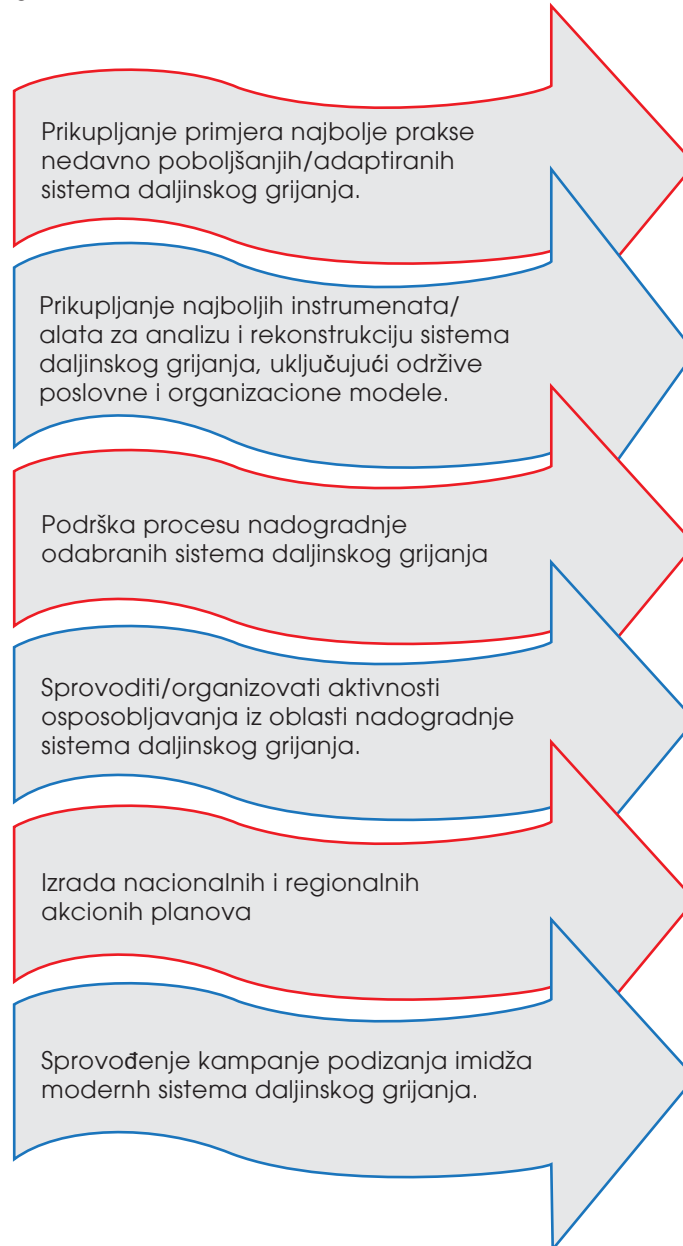 Prikupljanje primjera najbolje prakse
nedavno poboljšanjih/adaptiranih
sistema daljinskog grijanja.
Prikupljanje najboljih instrumenata/
alata za analizu i rekonstrukciju sistema
daljinskog grijanja, uključujući održive
poslovne i organizacione modele.
Podrška procesu nadogradnje
odabranih sistema daljinskog grijanja
Sprovoditi/organizovati aktivnosti
osposobljavanja iz oblasti nadogradnje
sistema daljinskog grijanja.
Izrada nacionalnih i regionalnih
akcionih planova
Sprovođenje kampanje podizanja imidža
modernh sistema daljinskog grijanja.